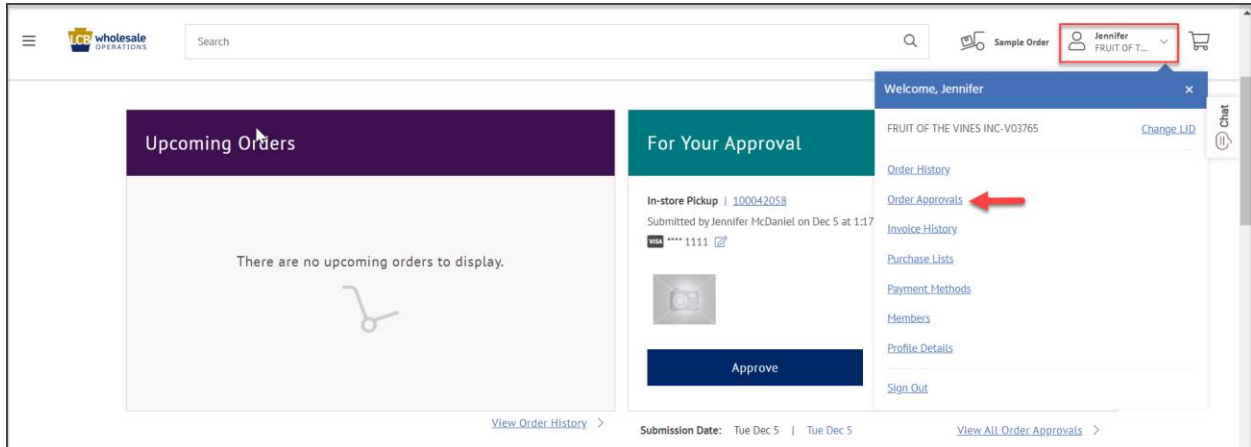 LCB wholesale
OPERATIONS
Search
Sample Order
Jennifer
FRUIT OF T...
Welcome, Jennifer
×
FRUIT OF THE VINES INC-V03765
Change LID
Order History
Order Approvals
Invoice History
Purchase Lists
Payment Methods
Members
Profile Details
Sign Out
Chat
Upcoming Orders
There are no upcoming orders to display.
View Order History >
For Your Approval
In-store Pickup | 100042058
Submitted by Jennifer McDaniel on Dec 5 at 1:17
VISA **** 1111
Approve
Submission Date: Tue Dec 5 | Tue Dec 5
View All Order Approvals >